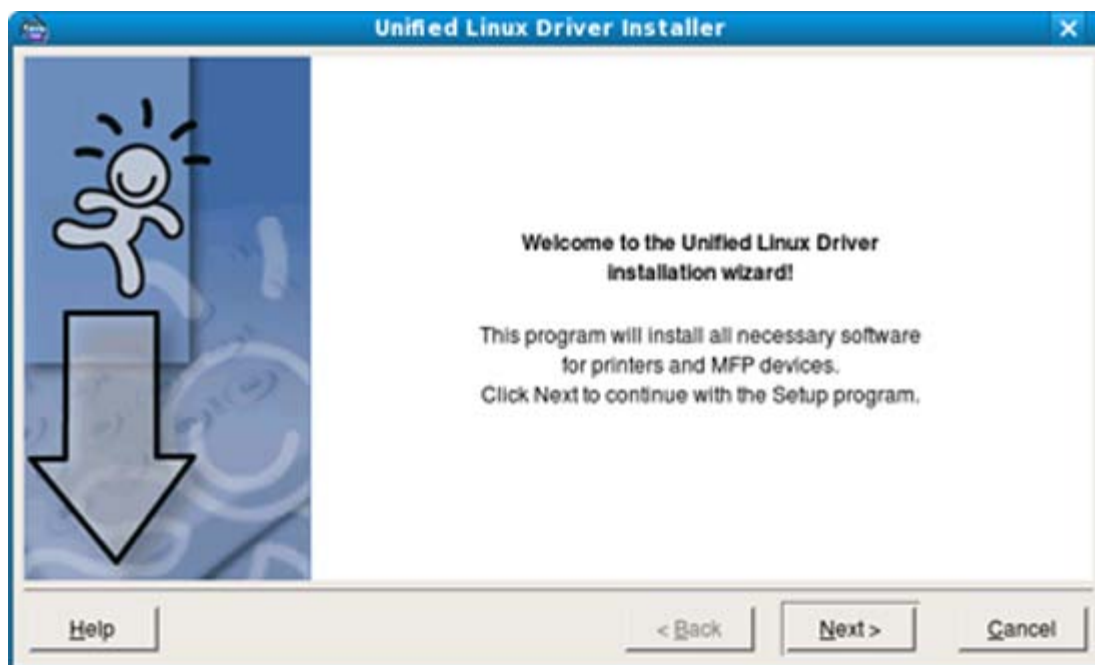 Unified Linux Driver Installer
Welcome to the Unified Linux Driver
installation wizard!
This program will install all necessary software
for printers and MFP devices.
Click Next to continue with the Setup program.
Help
< Back
Next >
Cancel